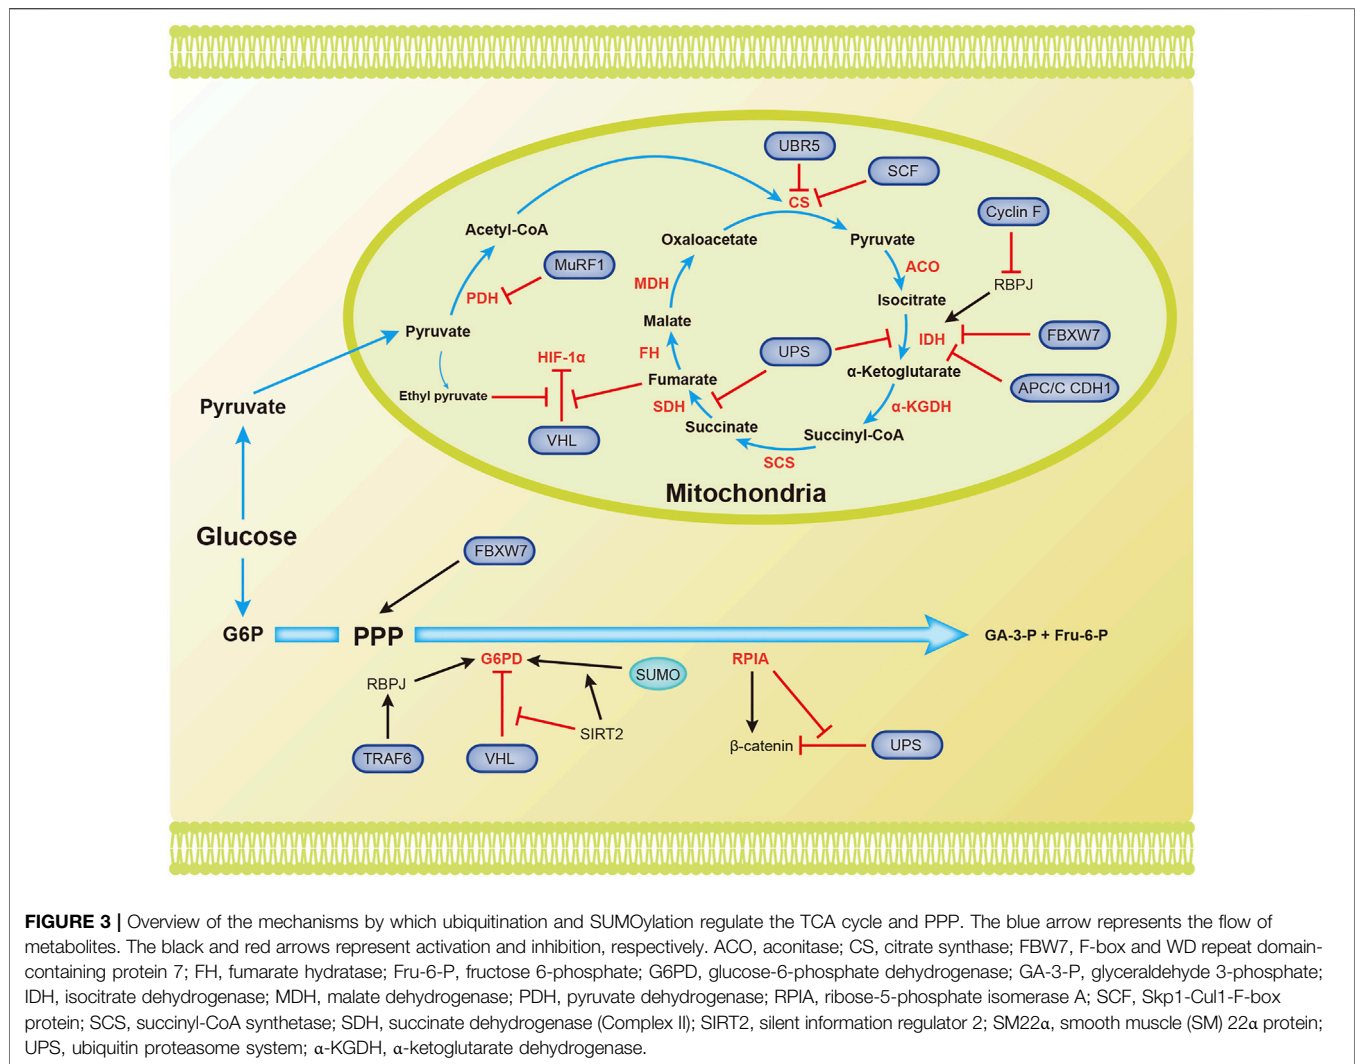 UBR5
SCF
CS
Cyclin F
Acetyl-CoA
Oxaloacetate
Pyruvate
MuRF1
ACO
PDH
MDH
RBPJ
Isocitrate
Malate
Pyruvate
IDH
FBXW7
HIF-1α
FH
UPS
Fumarate
α-Ketoglutarate
APC/C CDH1
Ethyl pyruvate
SDH
α-KGDH
Pyruvate
VHL
Succinate
Succinyl-CoA
SCS
Mitochondria
Glucose
FBXW7
G6P
PPP
GA-3-P + Fru-6-P
G6PD
RPIA
RBPJ
SUMO
SIRT2
β-catenin
UPS
TRAF6
VHL
FIGURE 3 | Overview of the mechanisms by which ubiquitination and SUMOylation regulate the TCA cycle and PPP. The blue arrow represents the flow of
metabolites. The black and red arrows represent activation and inhibition, respectively. ACO, aconitase; CS, citrate synthase; FBW7, F-box and WD repeat domain-
containing protein 7; FH, fumarate hydratase; Fru-6-P, fructose 6-phosphate; G6PD, glucose-6-phosphate dehydrogenase; GA-3-P, glyceraldehyde 3-phosphate;
IDH, isocitrate dehydrogenase; MDH, malate dehydrogenase; PDH, pyruvate dehydrogenase; RPIA, ribose-5-phosphate isomerase A; SCF, Skp1-Cul1-F-box
protein; SCS, succinyl-CoA synthetase; SDH, succinate dehydrogenase (Complex II); SIRT2, silent information regulator 2; SM22α, smooth muscle (SM) 22α protein;
UPS, ubiquitin proteasome system; α-KGDH, α-ketoglutarate dehydrogenase.